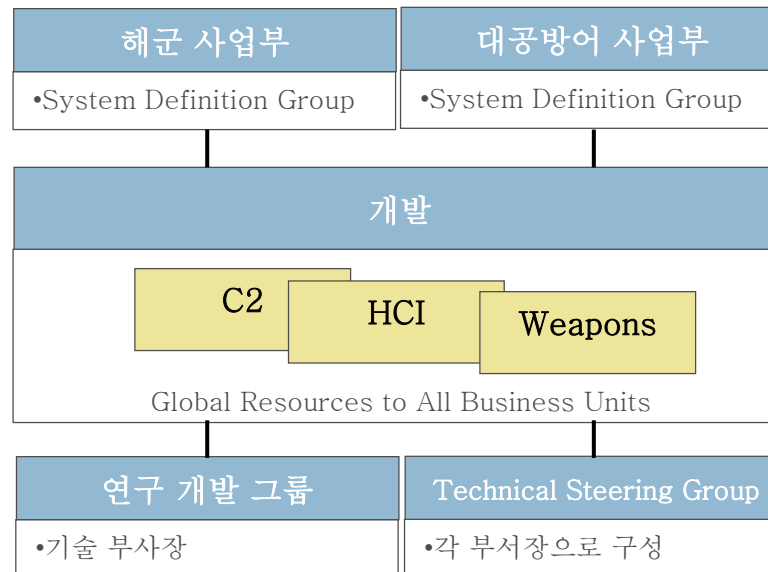 해군 사업부
대공방어 사업부
•System Definition Group
•System Definition Group
개발
C2
HCI
Weapons
Global Resources to All Business Units
연구 개발 그룹
Technical Steering Group
•기술 부사장
•각 부서장으로 구성